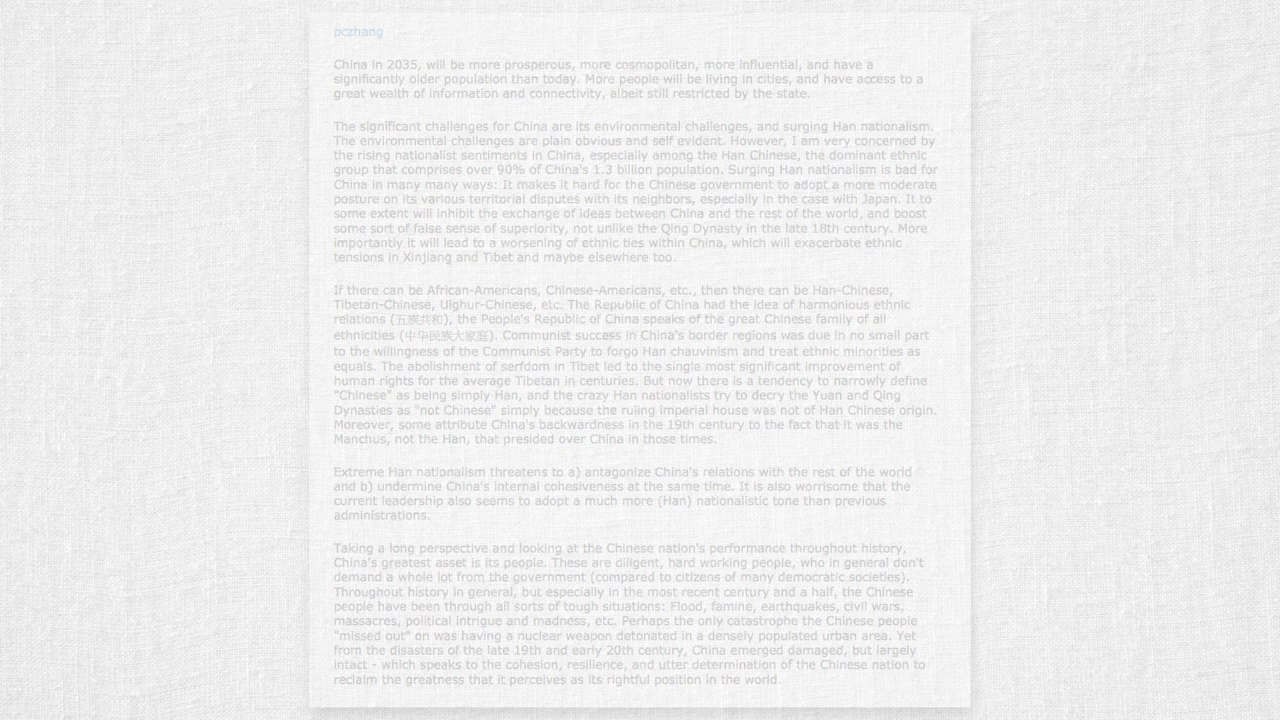 pczhang
China in 2035, will be more prosperous, more cosmopolitan, more influential, and have a
significantly older population than today. More people will be living in cities, and have access to a
great wealth of information and connectivity, albeit still restricted by the state.
The significant challenges for China are its environmental challenges, and surging Han nationalism.
The environmental challenges are plain obvious and self evident. However, I am very concerned by
the rising nationalist sentiments in China, especially among the Han Chinese, the dominant ethnic
group that comprises over 90% of China's 1.3 billion population. Surging Han nationalism is bad for
China in many many ways: It makes it hard for the Chinese government to adopt a more moderate
posture on its various territorial disputes with its neighbors, especially in the case with Japan. It to
some extent will inhibit the exchange of ideas between China and the rest of the world, and boost
some sort of false sense of superiority, not unlike the Qing Dynasty in the late 18th century. More
importantly it will lead to a worsening of ethnic ties within China, which will exacerbate ethnic
tensions in Xinjiang and Tibet and maybe elsewhere too.
If there can be African-Americans, Chinese-Americans, etc., then there can be Han-Chinese,
Tibetan-Chinese, Uighur-Chinese, etc. The Republic of China had the idea of harmonious ethnic
relations (五族共和), the People's Republic of China speaks of the great Chinese family of all
ethnicities (中华民族大家庭). Communist success in China's border regions was due in no small part
to the willingness of the Communist Party to forgo Han chauvinism and treat ethnic minorities as
equals. The abolishment of serfdom in Tibet led to the single most significant improvement of
human rights for the average Tibetan in centuries. But now there is a tendency to narrowly define
"Chinese" as being simply Han, and the crazy Han nationalists try to decry the Yuan and Qing
Dynasties as "not Chinese" simply because the ruling imperial house was not of Han Chinese origin.
Moreover, some attribute China's backwardness in the 19th century to the fact that it was the
Manchus, not the Han, that presided over China in those times.
Extreme Han nationalism threatens to a) antagonize China's relations with the rest of the world
and b) undermine China's internal cohesiveness at the same time. It is also worrisome that the
current leadership also seems to adopt a much more (Han) nationalistic tone than previous
administrations.
Taking a long perspective and looking at the Chinese nation's performance throughout history,
China's greatest asset is its people. These are diligent, hard working people, who in general don't
demand a whole lot from the government (compared to citizens of many democratic societies).
Throughout history in general, but especially in the most recent century and a half, the Chinese
people have been through all sorts of tough situations: Flood, famine, earthquakes, civil wars,
massacres, political intrigue and madness, etc. Perhaps the only catastrophe the Chinese people
"missed out" on was having a nuclear weapon detonated in a densely populated urban area. Yet
from the disasters of the late 19th and early 20th century, China emerged damaged, but largely
intact - which speaks to the cohesion, resilience, and utter determination of the Chinese nation to
reclaim the greatness that it perceives as its rightful position in the world.